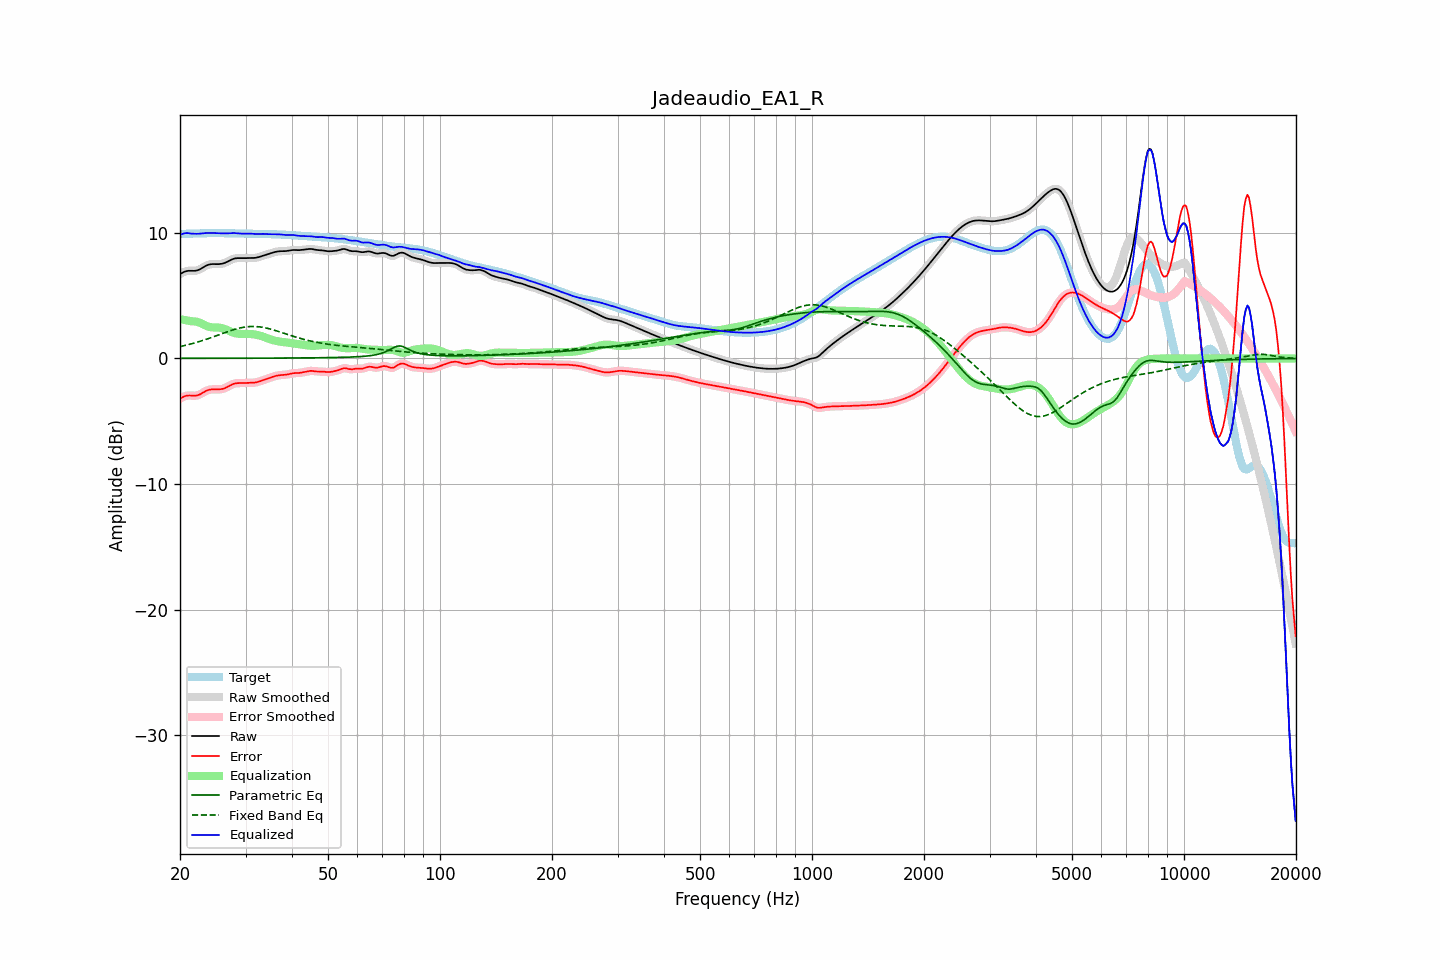 Jadeaudio_EA1_R
Amplitude (dBr)
10
0
−10
−20
−30
Target
Raw Smoothed
Error Smoothed
Raw
Error
Equalization
Parametric Eq
Fixed Band Eq
Equalized
20 50 100 200 500 1000 2000 5000 10000 20000
Frequency (Hz)